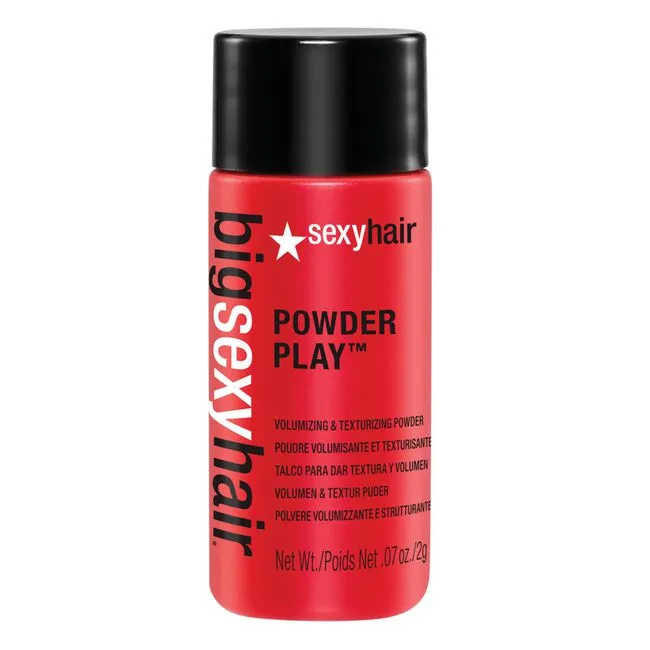 bigsexyhair
sexyhair
POWDER
PLAY™
VOLUMIZING & TEXTURIZING POWDER
POUDRE VOLUMISANTE ET TEXTURISANTE
TALCO PARA DAR TEXTURA Y VOLUMEN
VOLUMEN & TEXTUR PUDER
POLVERE VOLUMIZZANTE E STRUTTURANTE
Net Wt./Poids Net .07 oz./2g